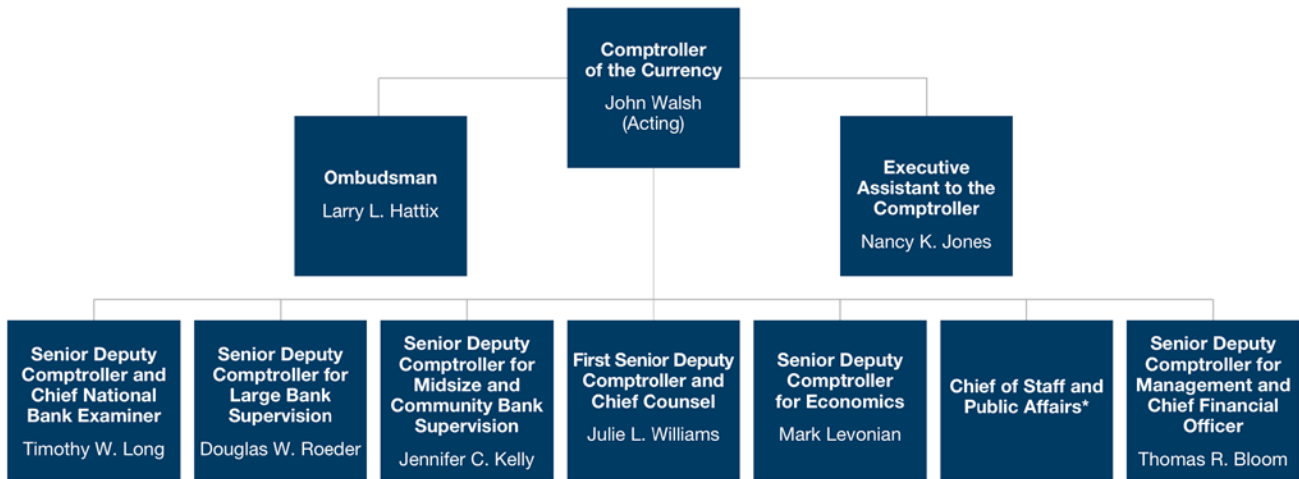 Comptroller
of the Currency
John Walsh
(Acting)
Ombudsman
Larry L. Hattix
Executive
Assistant to the
Comptroller
Nancy K. Jones
Senior Deputy
Comptroller and
Chief National
Bank Examiner
Timothy W. Long
Senior Deputy
Comptroller for
Large Bank
Supervision
Douglas W. Roeder
Senior Deputy
Comptroller for
Midsize and
Community Bank
Supervision
Jennifer C. Kelly
First Senior Deputy
Comptroller and
Chief Counsel
Julie L. Williams
Senior Deputy
Comptroller
for Economics
Mark Levonian
Chief of Staff and
Public Affairs*
Senior Deputy
Comptroller for
Management and
Chief Financial
Officer
Thomas R. Bloom